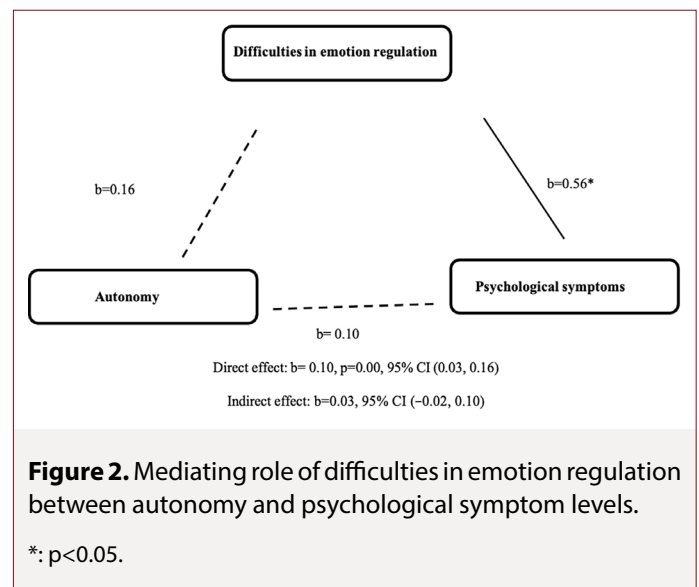 Difficulties in emotion regulation
b=0.16
b=0.56*
Autonomy
Psychological symptoms
b= 0.10
Direct effect: b= 0.10, p=0.00, 95% CI (0.03, 0.16)
Indirect effect: b=0.03, 95% CI (−0.02, 0.10)
Figure 2. Mediating role of difficulties in emotion regulation
between autonomy and psychological symptom levels.
*: p<0.05.